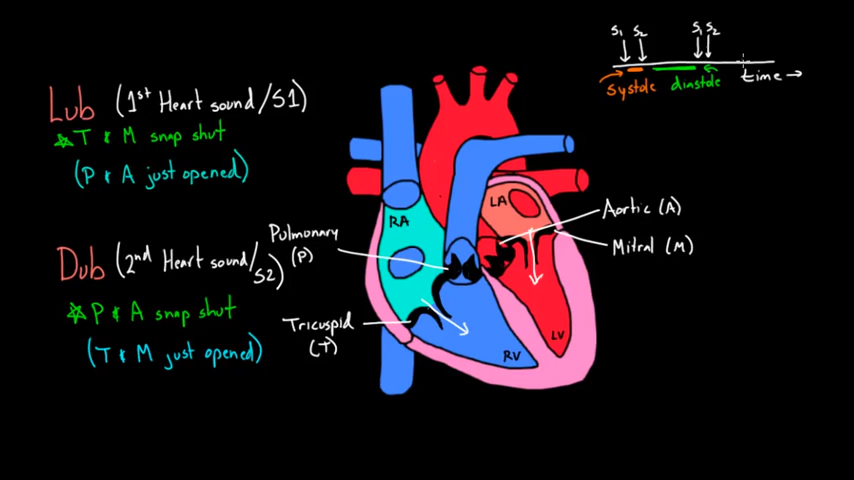 Lub (1st Heart sound/S1)
☆ T & M snap shut
(P & A just opened)
Dub (2nd Heart sound/
S2)
☆ P & A snap shut
(T & M just opened)
Pulmonary
(P)
Tricuspid
(T)
RA
LA
RV
LV
Aortic (A)
Mitral (M)
S1 S2 S1 S2
systole diastole time →